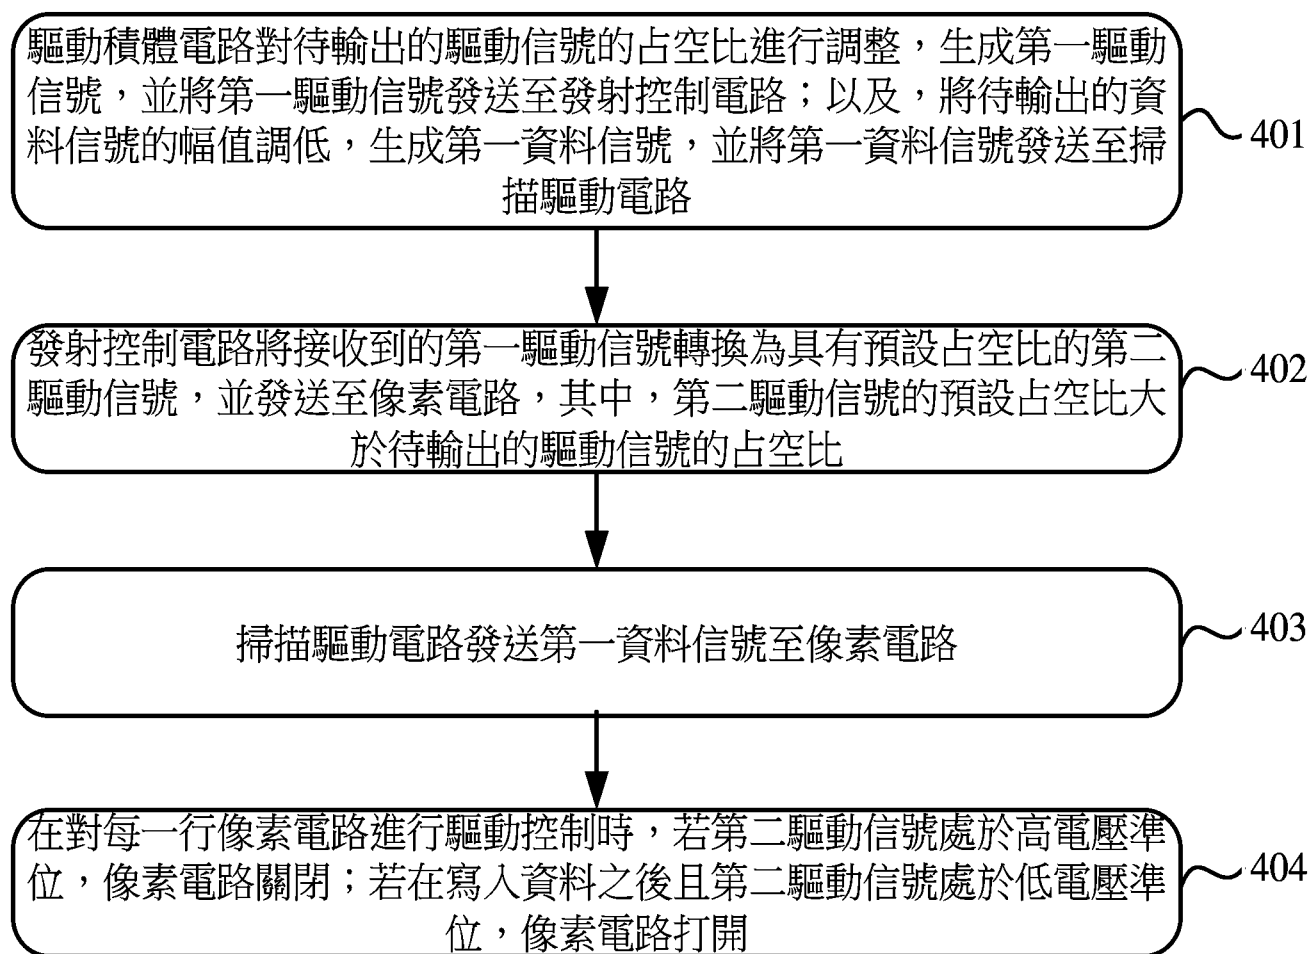 驅動積體電路對待輸出的驅動信號的占空比進行調整，生成第一驅動
信號，並將第一驅動信號發送至發射控制電路；以及，將待輸出的資
料信號的幅值調低，生成第一資料信號，並將第一資料信號發送至掃
描驅動電路
401
發射控制電路將接收到的第一驅動信號轉換為具有預設占空比的第二
驅動信號，並發送至像素電路，其中，第二驅動信號的預設占空比大
於待輸出的驅動信號的占空比
402
掃描驅動電路發送第一資料信號至像素電路
403
在對每一行像素電路進行驅動控制時，若第二驅動信號處於高電壓準
位，像素電路關閉；若在寫入資料之後且第二驅動信號處於低電壓準
位，像素電路打開
404